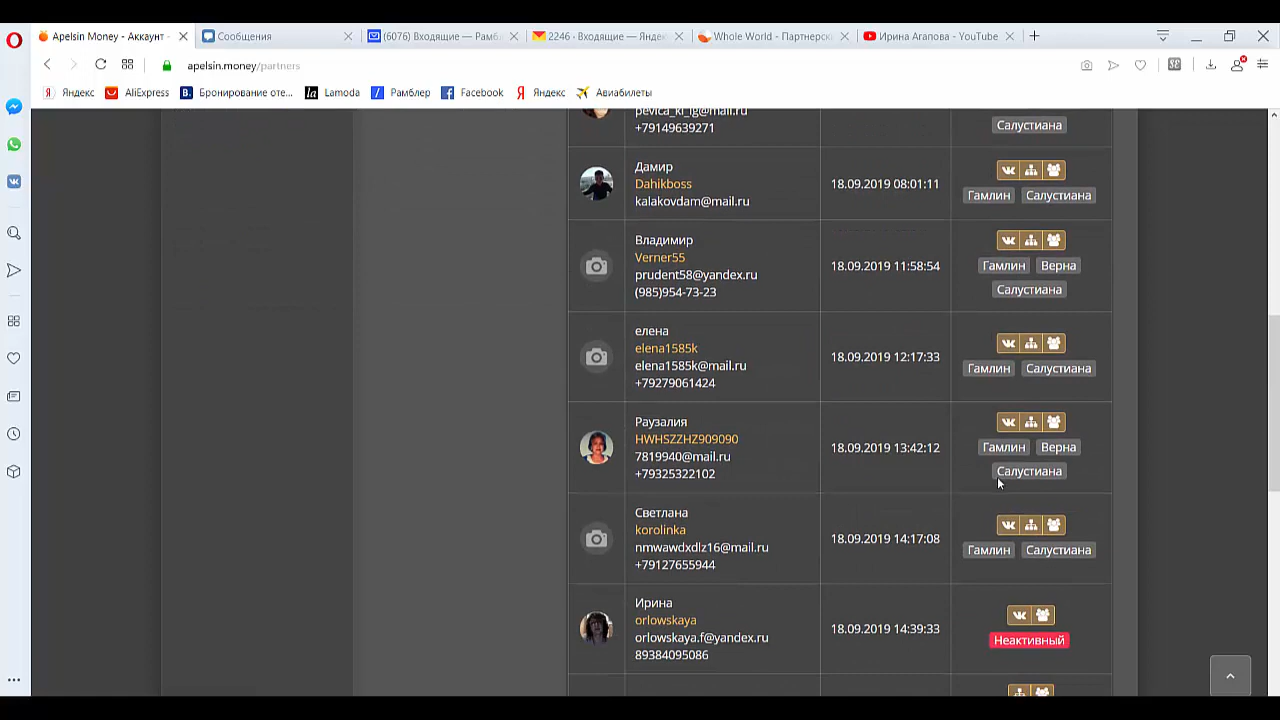 Apelsin Money - Аккаунт -
Сообщения
(6076) Входящие — Рамб
2246 · Входящие — Яндек
Whole World - Партнерск
Ирина Агапова - YouTube
apelsin.money/partners
Яндекс
AliExpress
B. Бронирование оте...
la Lamoda
Рамблер
Facebook
Яндекс
Авиабилеты
pevica_ki_ig@mail.ru
+79149639271
Салустиана
Дамир
Dahikboss
kalakovdam@mail.ru
18.09.2019 08:01:11
Гамлин Салустиана
Владимир
Verner55
prudent58@yandex.ru
(985)954-73-23
18.09.2019 11:58:54
Гамлин Верна
Салустиана
елена
elena1585k
elena1585k@mail.ru
+79279061424
18.09.2019 12:17:33
Гамлин Салустиана
Раузалия
HWHSZZHZ909090
7819940@mail.ru
+79325322102
18.09.2019 13:42:12
Гамлин Верна
Салустиана
Светлана
korolinka
nmwawdxdlz16@mail.ru
+79127655944
18.09.2019 14:17:08
Гамлин Салустиана
Ирина
orlowskaya
orlowskaya.f@yandex.ru
89384095086
18.09.2019 14:39:33
Неактивный